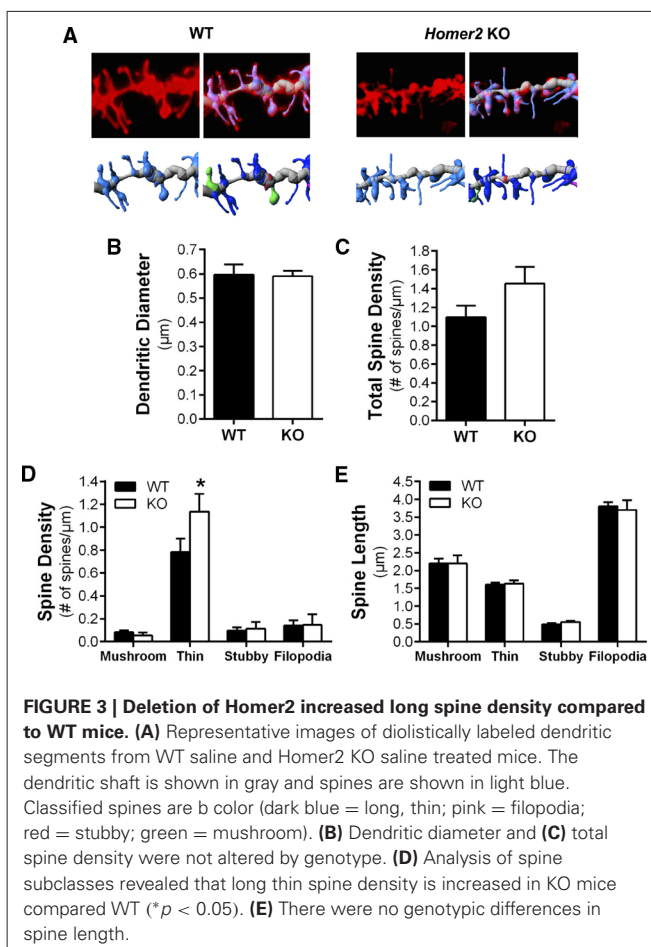 A
WT
Homer2 KO
B
Dendritic Diameter
(µm)
0.8
0.7
0.6
0.5
0.4
0.3
0.2
0.1
0.0
WT
KO
C
Total Spine Density
(# of spines/µm)
1.8
1.6
1.4
1.2
1.0
0.8
0.6
0.4
0.2
0.0
WT
KO
D
Spine Density
(# of spines/µm)
1.4
1.2
1.0
0.8
0.6
0.4
0.2
0.0
WT
KO
*
Mushroom Thin Stubby Filopodia
E
Spine Length
(µm)
4.5
4.0
3.5
3.0
2.5
2.0
1.5
1.0
0.5
0.0
WT
KO
Mushroom Thin Stubby Filopodia
FIGURE 3 | Deletion of Homer2 increased long spine density compared
to WT mice. (A) Representative images of diolistically labeled dendritic
segments from WT saline and Homer2 KO saline treated mice. The
dendritic shaft is shown in gray and spines are shown in light blue.
Classified spines are b color (dark blue = long, thin; pink = filopodia;
red = stubby; green = mushroom). (B) Dendritic diameter and (C) total
spine density were not altered by genotype. (D) Analysis of spine
subclasses revealed that long thin spine density is increased in KO mice
compared WT (*p < 0.05). (E) There were no genotypic differences in
spine length.